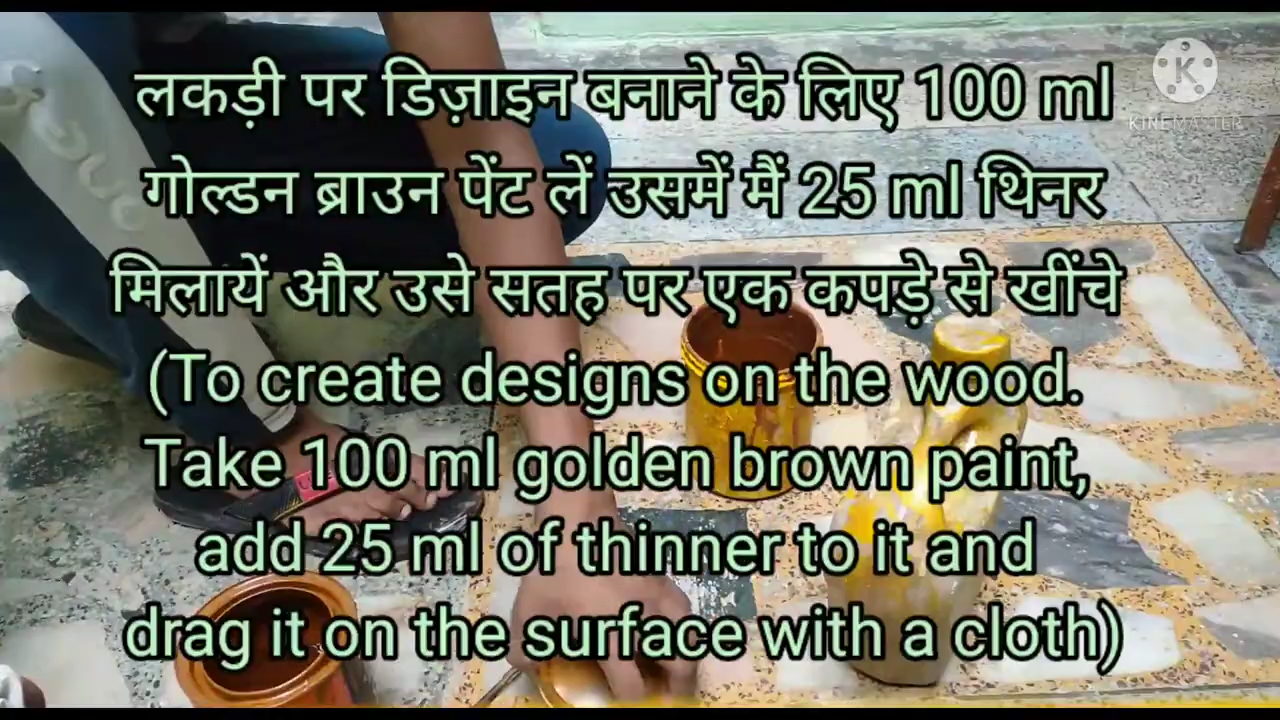 लकड़ी पर डिज़ाइन बनाने के लिए 100 ml
गोल्डन ब्राउन पेंट लें उसमें मैं 25 ml थिनर
मिलायें और उसे सतह पर एक कपड़े से खींचे
(To create designs on the wood.
Take 100 ml golden brown paint,
add 25 ml of thinner to it and
drag it on the surface with a cloth)
K
KINEMASTER